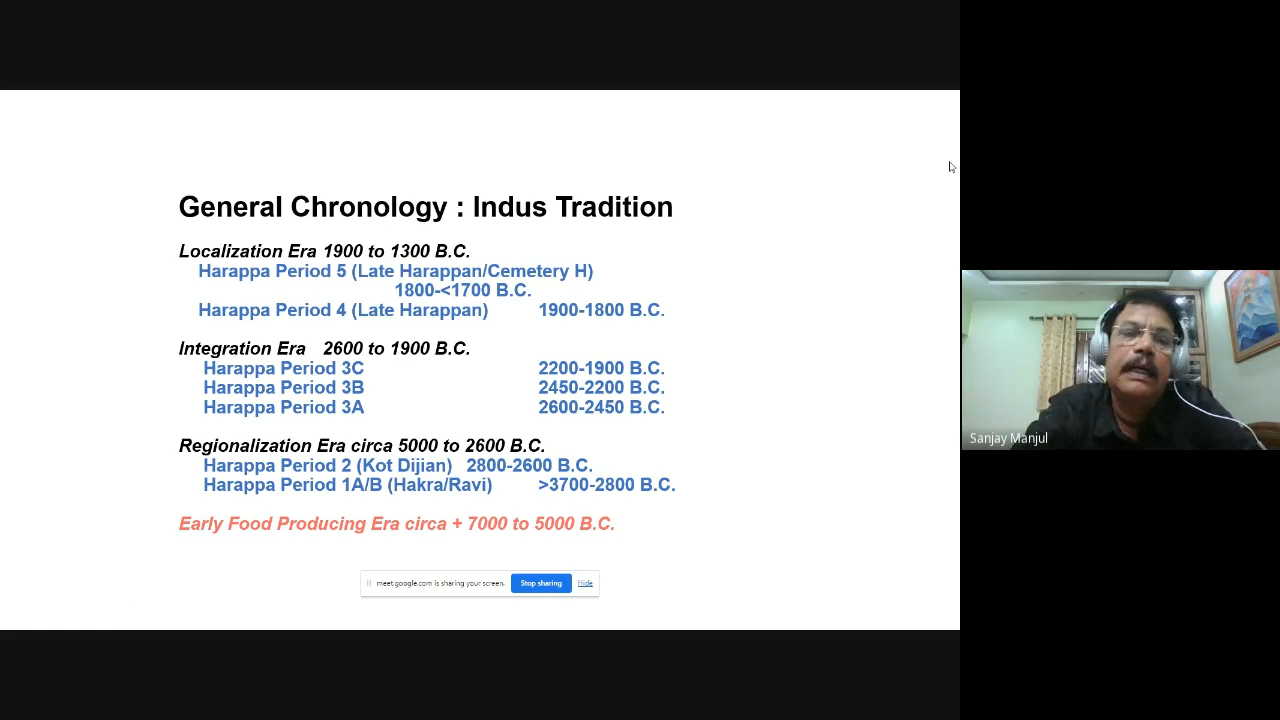 General Chronology : Indus Tradition
Localization Era 1900 to 1300 B.C.
Harappa Period 5 (Late Harappan/Cemetery H)
1800-<1700 B.C.
Harappa Period 4 (Late Harappan) 1900-1800 B.C.
Integration Era 2600 to 1900 B.C.
Harappa Period 3C 2200-1900 B.C.
Harappa Period 3B 2450-2200 B.C.
Harappa Period 3A 2600-2450 B.C.
Regionalization Era circa 5000 to 2600 B.C.
Harappa Period 2 (Kot Dijian) 2800-2600 B.C.
Harappa Period 1A/B (Hakra/Ravi) >3700-2800 B.C.
Early Food Producing Era circa + 7000 to 5000 B.C.
meet.google.com is sharing your screen. Stop sharing Hide
Sanjay Manjul